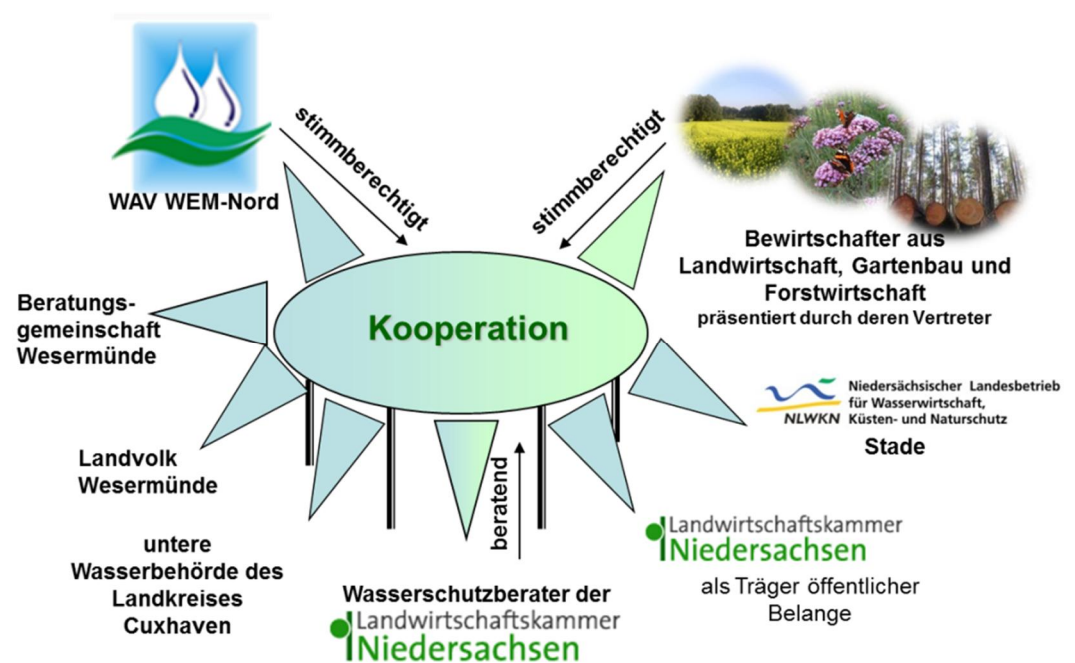 stimmberechtigt
stimmberechtigt
WAV WEM-Nord
Bewirtschafter aus
Landwirtschaft, Gartenbau und
Forstwirtschaft
präsentiert durch deren Vertreter
Beratungs-
gemeinschaft
Wesermünde
Kooperation
Niedersächsischer Landesbetrieb
für Wasserwirtschaft,
Küsten- und Naturschutz
NLWKN
Stade
Landvolk
Wesermünde
beratend
untere
Wasserbehörde des
Landkreises
Cuxhaven
Wasserschutzberater der
Landwirtschaftskammer
Niedersachsen
Landwirtschaftskammer
Niedersachsen
als Träger öffentlicher
Belange